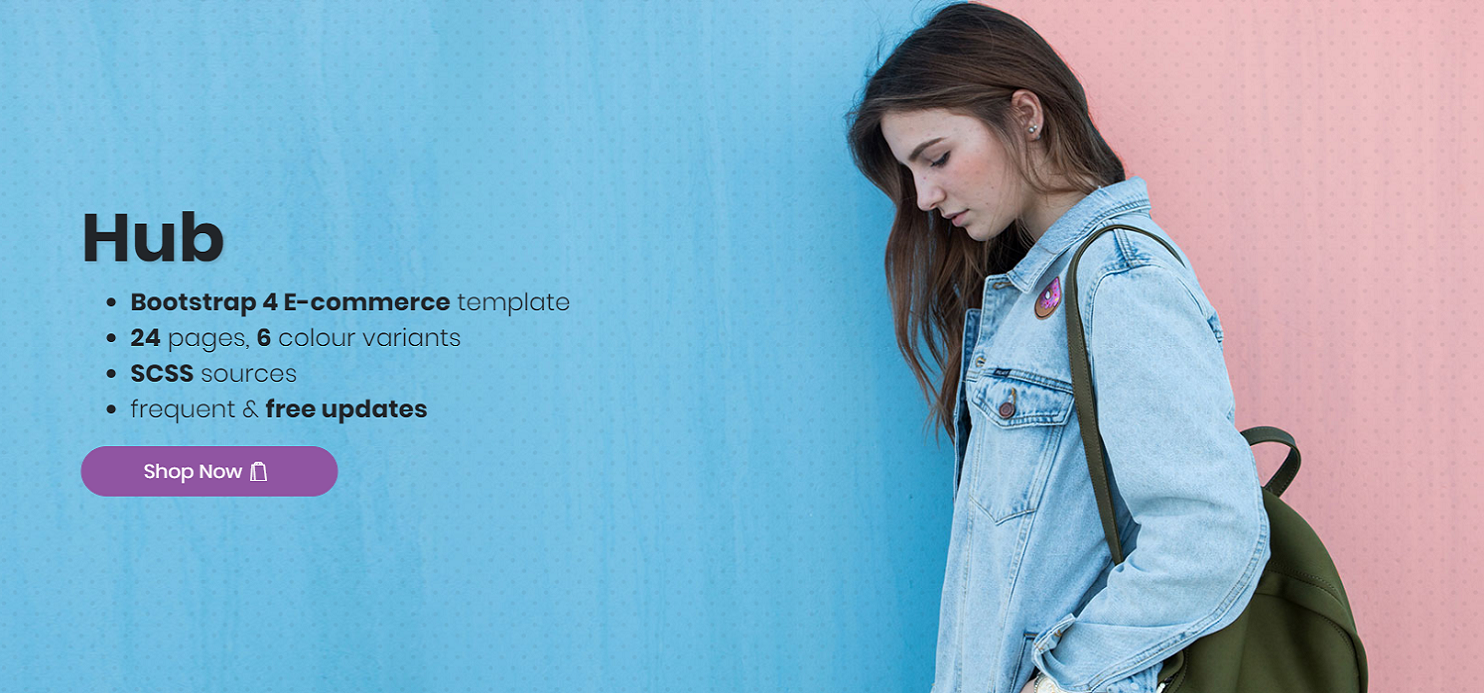 Hub
Bootstrap 4 E-commerce template
24 pages, 6 colour variants
SCSS sources
frequent & free updates
Shop Now